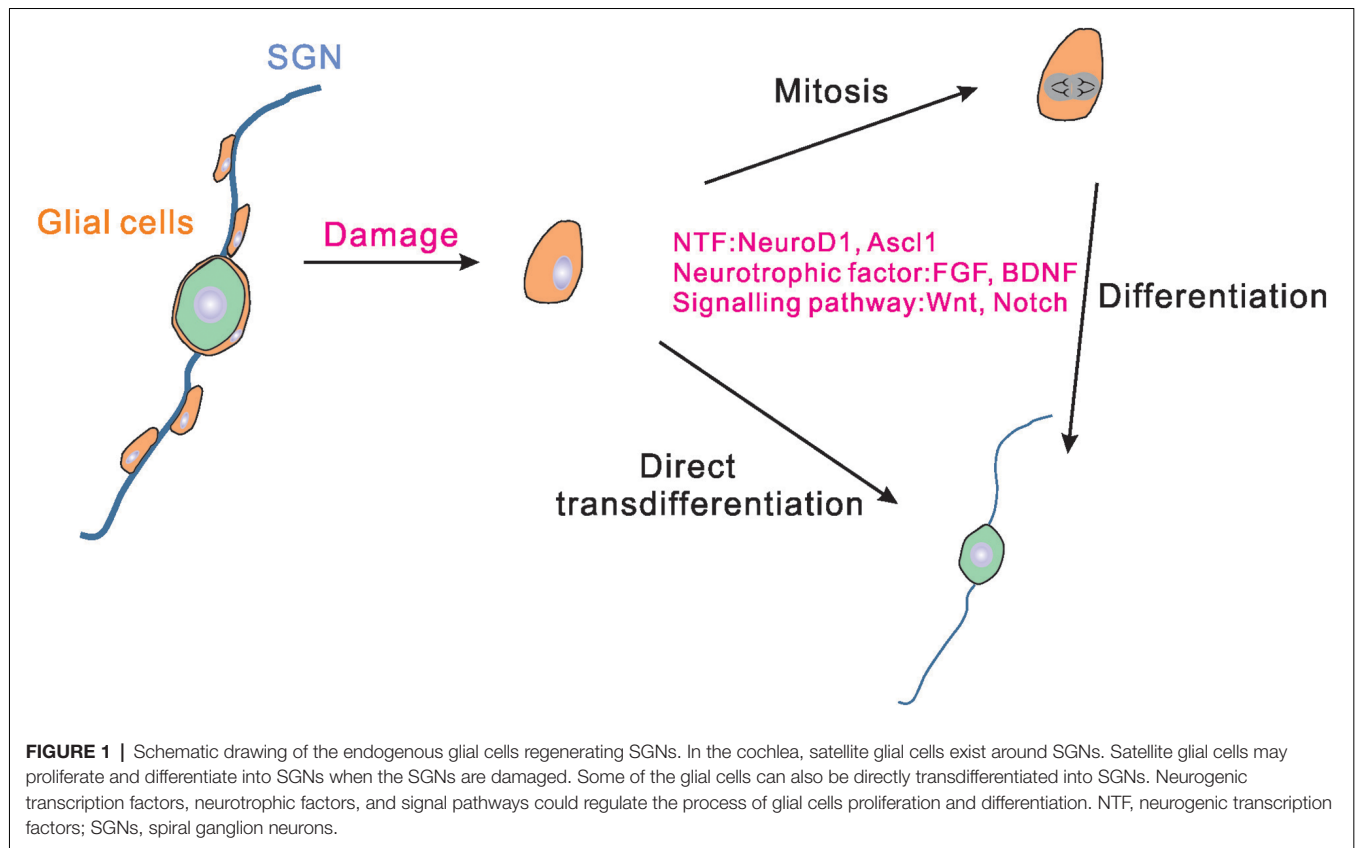 SGN
Glial cells
Damage
Mitosis
NTF:NeuroD1, Ascl1
Neurotrophic factor:FGF, BDNF
Signalling pathway:Wnt, Notch
Differentiation
Direct
transdifferentiation
FIGURE 1 | Schematic drawing of the endogenous glial cells regenerating SGNs. In the cochlea, satellite glial cells exist around SGNs. Satellite glial cells may
proliferate and differentiate into SGNs when the SGNs are damaged. Some of the glial cells can also be directly transdifferentiated into SGNs. Neurogenic
transcription factors, neurotrophic factors, and signal pathways could regulate the process of glial cells proliferation and differentiation. NTF, neurogenic transcription
factors; SGNs, spiral ganglion neurons.